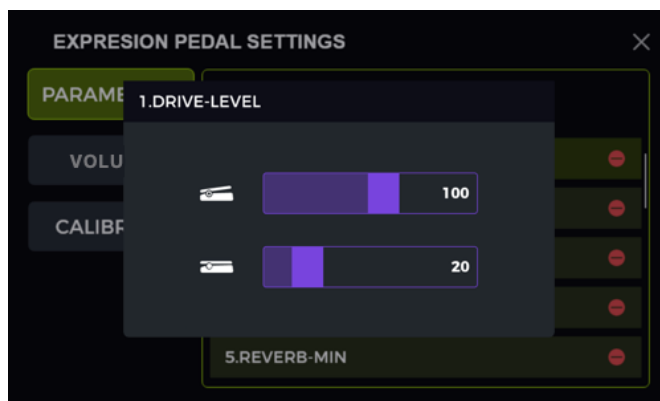 EXPRESION PEDAL SETTINGS
PARAME
1.DRIVE-LEVEL
VOLU
100
CALIBR
20
5.REVERB-MIN